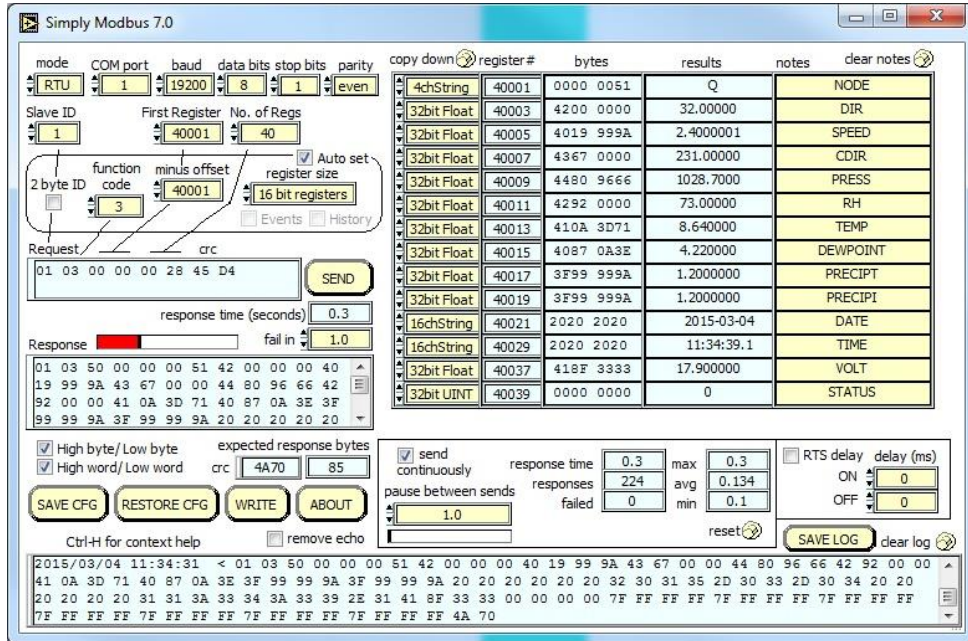 Simply Modbus 7.0
mode COM port baud data bits stop bits parity
RTU 1 19200 8 1 even
Slave ID First Register No. of Regs
1 40001 40
Auto set
function code minus offset register size
2 byte ID 3 40001 16 bit registers
Events History
Request crc
01 03 00 00 00 28 45 D4
SEND
response time (seconds) 0.3
Response fail in 1.0
01 03 50 00 00 00 51 42 00 00 00 40
19 99 9A 43 67 00 00 44 80 96 66 42
92 00 00 41 0A 3D 71 40 87 0A 3E 3F
99 99 9A 3F 99 99 9A 20 20 20 20 20
High byte/Low byte expected response bytes
High word/Low word crc 4A70 85
SAVE CFG RESTORE CFG WRITE ABOUT
Ctrl-H for context help remove echo
copy down register# bytes results notes clear notes
4chString 40001 0000 0051 Q NODE
32bit Float 40003 4200 0000 32.00000 DIR
32bit Float 40005 4019 999A 2.4000001 SPEED
32bit Float 40007 4367 0000 231.00000 CDIR
32bit Float 40009 4480 9666 1028.7000 PRESS
32bit Float 40011 4292 0000 73.00000 RH
32bit Float 40013 410A 3D71 8.640000 TEMP
32bit Float 40015 4087 0A3E 4.220000 DEWPOINT
32bit Float 40017 3F99 999A 1.2000000 PRECIPT
32bit Float 40019 3F99 999A 1.2000000 PRECIPI
16chString 40021 2020 2020 2015-03-04 DATE
16chString 40029 2020 2020 11:34:39.1 TIME
32bit Float 40037 418F 3333 17.900000 VOLT
32bit UINT 40039 0000 0000 0 STATUS
send continuously
pause between sends
1.0
response time 0.3 max 0.3
responses 224 avg 0.134
failed 0 min 0.1
reset
RTS delay delay (ms)
ON 0
OFF 0
SAVE LOG clear log
2015/03/04 11:34:31 < 01 03 50 00 00 00 51 42 00 00 00 40 19 99 9A 43 67 00 00 44 80 96 66 42 92 00 00
41 0A 3D 71 40 87 0A 3E 3F 99 99 9A 3F 99 99 9A 20 20 20 20 20 20 32 30 31 35 2D 30 33 2D 30 34 20 20
20 20 20 20 31 31 3A 33 34 3A 33 39 2E 31 41 8F 33 33 00 00 00 00 7F FF FF FF 7F FF FF FF 7F FF FF FF
7F FF FF FF 7F FF FF FF 7F FF FF FF 7F FF FF FF 4A 70